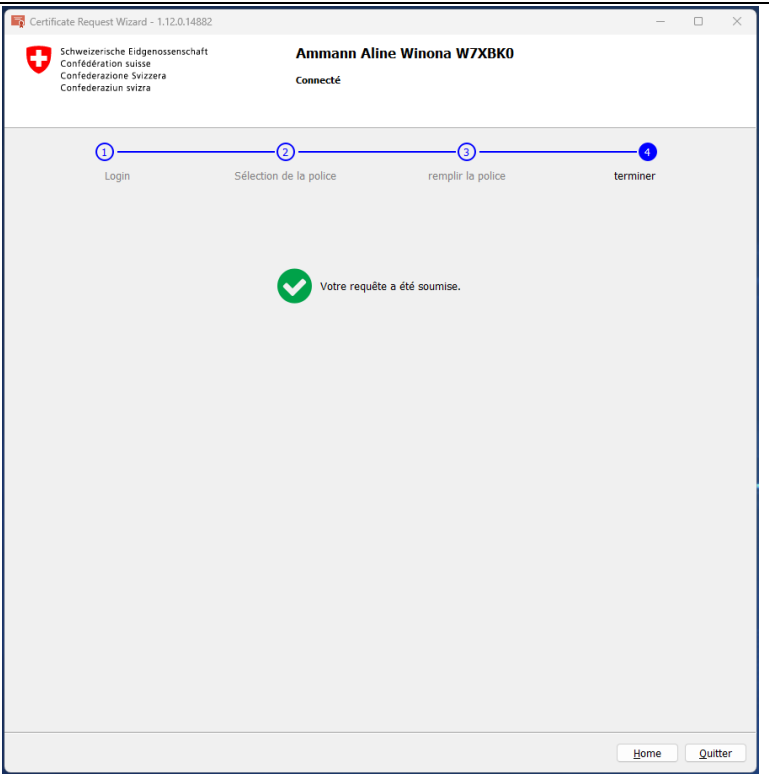 Certificate Request Wizard - 1.12.0.14882
Schweizerische Eidgenossenschaft
Confédération suisse
Confederazione Svizzera
Confederaziun svizra
Ammann Aline Winona W7XBK0
Connecté
1
2
3
4
Login
Sélection de la police
remplir la police
terminer
Votre requête a été soumise.
Home
Quitter